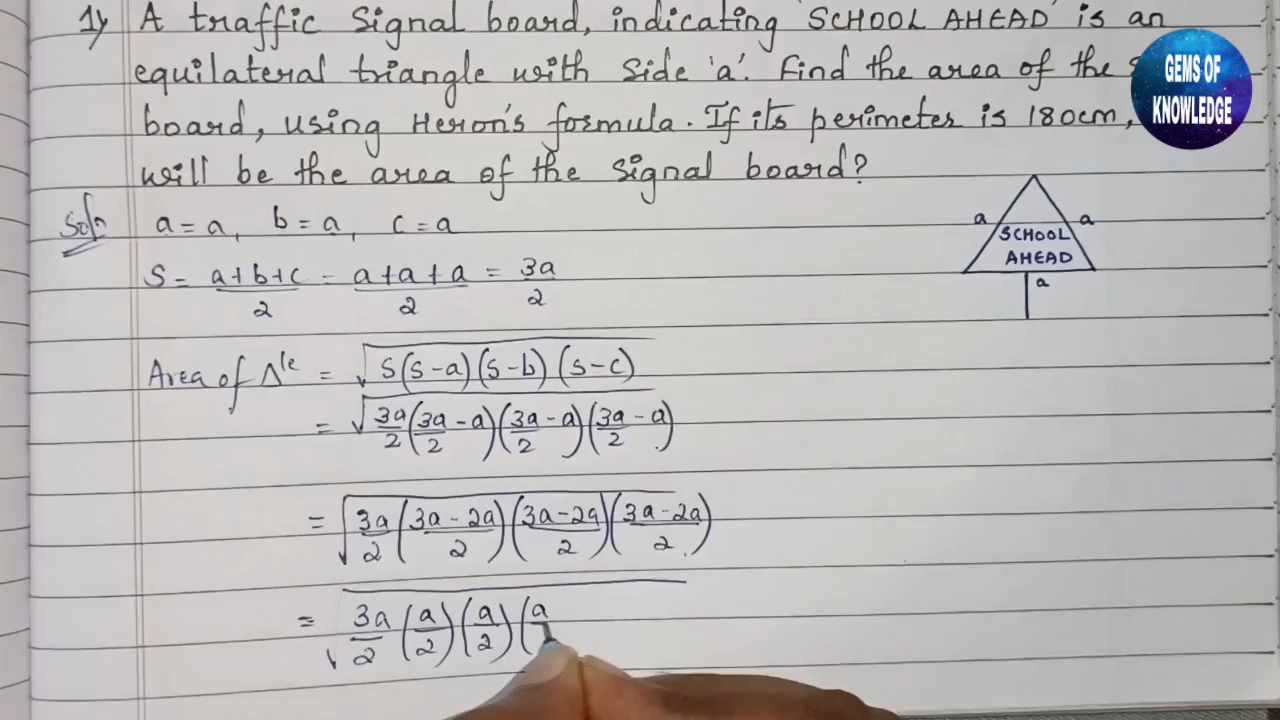 1) A traffic signal board, indicating 'SCHOOL AHEAD' is an
equilateral triangle with side 'a'. Find the area of the
board, using Heron's formula. If its perimeter is 180cm,
will be the area of the signal board?
GEMS OF
KNOWLEDGE
Soln
a = a, b = a, c = a
S = a+b+c/2 = a+a+a/2 = 3a/2
a a
SCHOOL
AHEAD
a
Area of Δle = √S(S-a)(S-b)(S-c)
= √3a/2(3a/2 - a)(3a/2 - a)(3a/2 - a)
= √3a/2(3a-2a/2)(3a-2a/2)(3a-2a/2)
= √3a/2(a/2)(a/2)(a